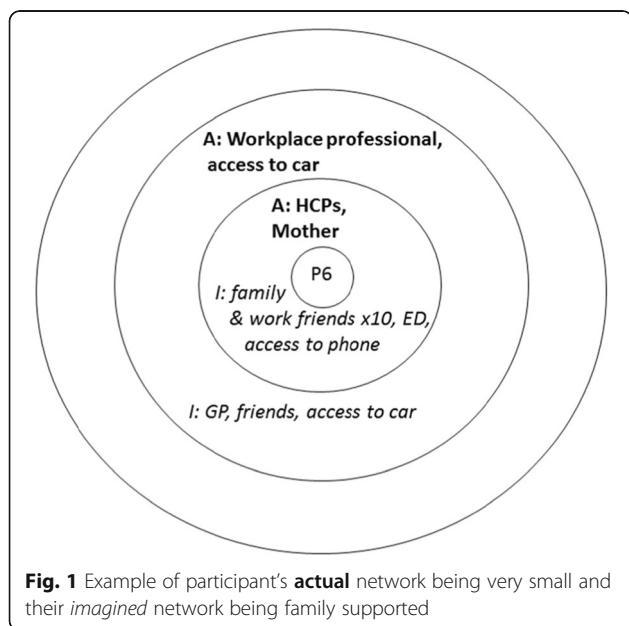 A: Workplace professional,
access to car
A: HCPs,
Mother
P6
I: family
& work friends x10, ED,
access to phone
I: GP, friends, access to car
Fig. 1 Example of participant's actual network being very small and
their imagined network being family supported